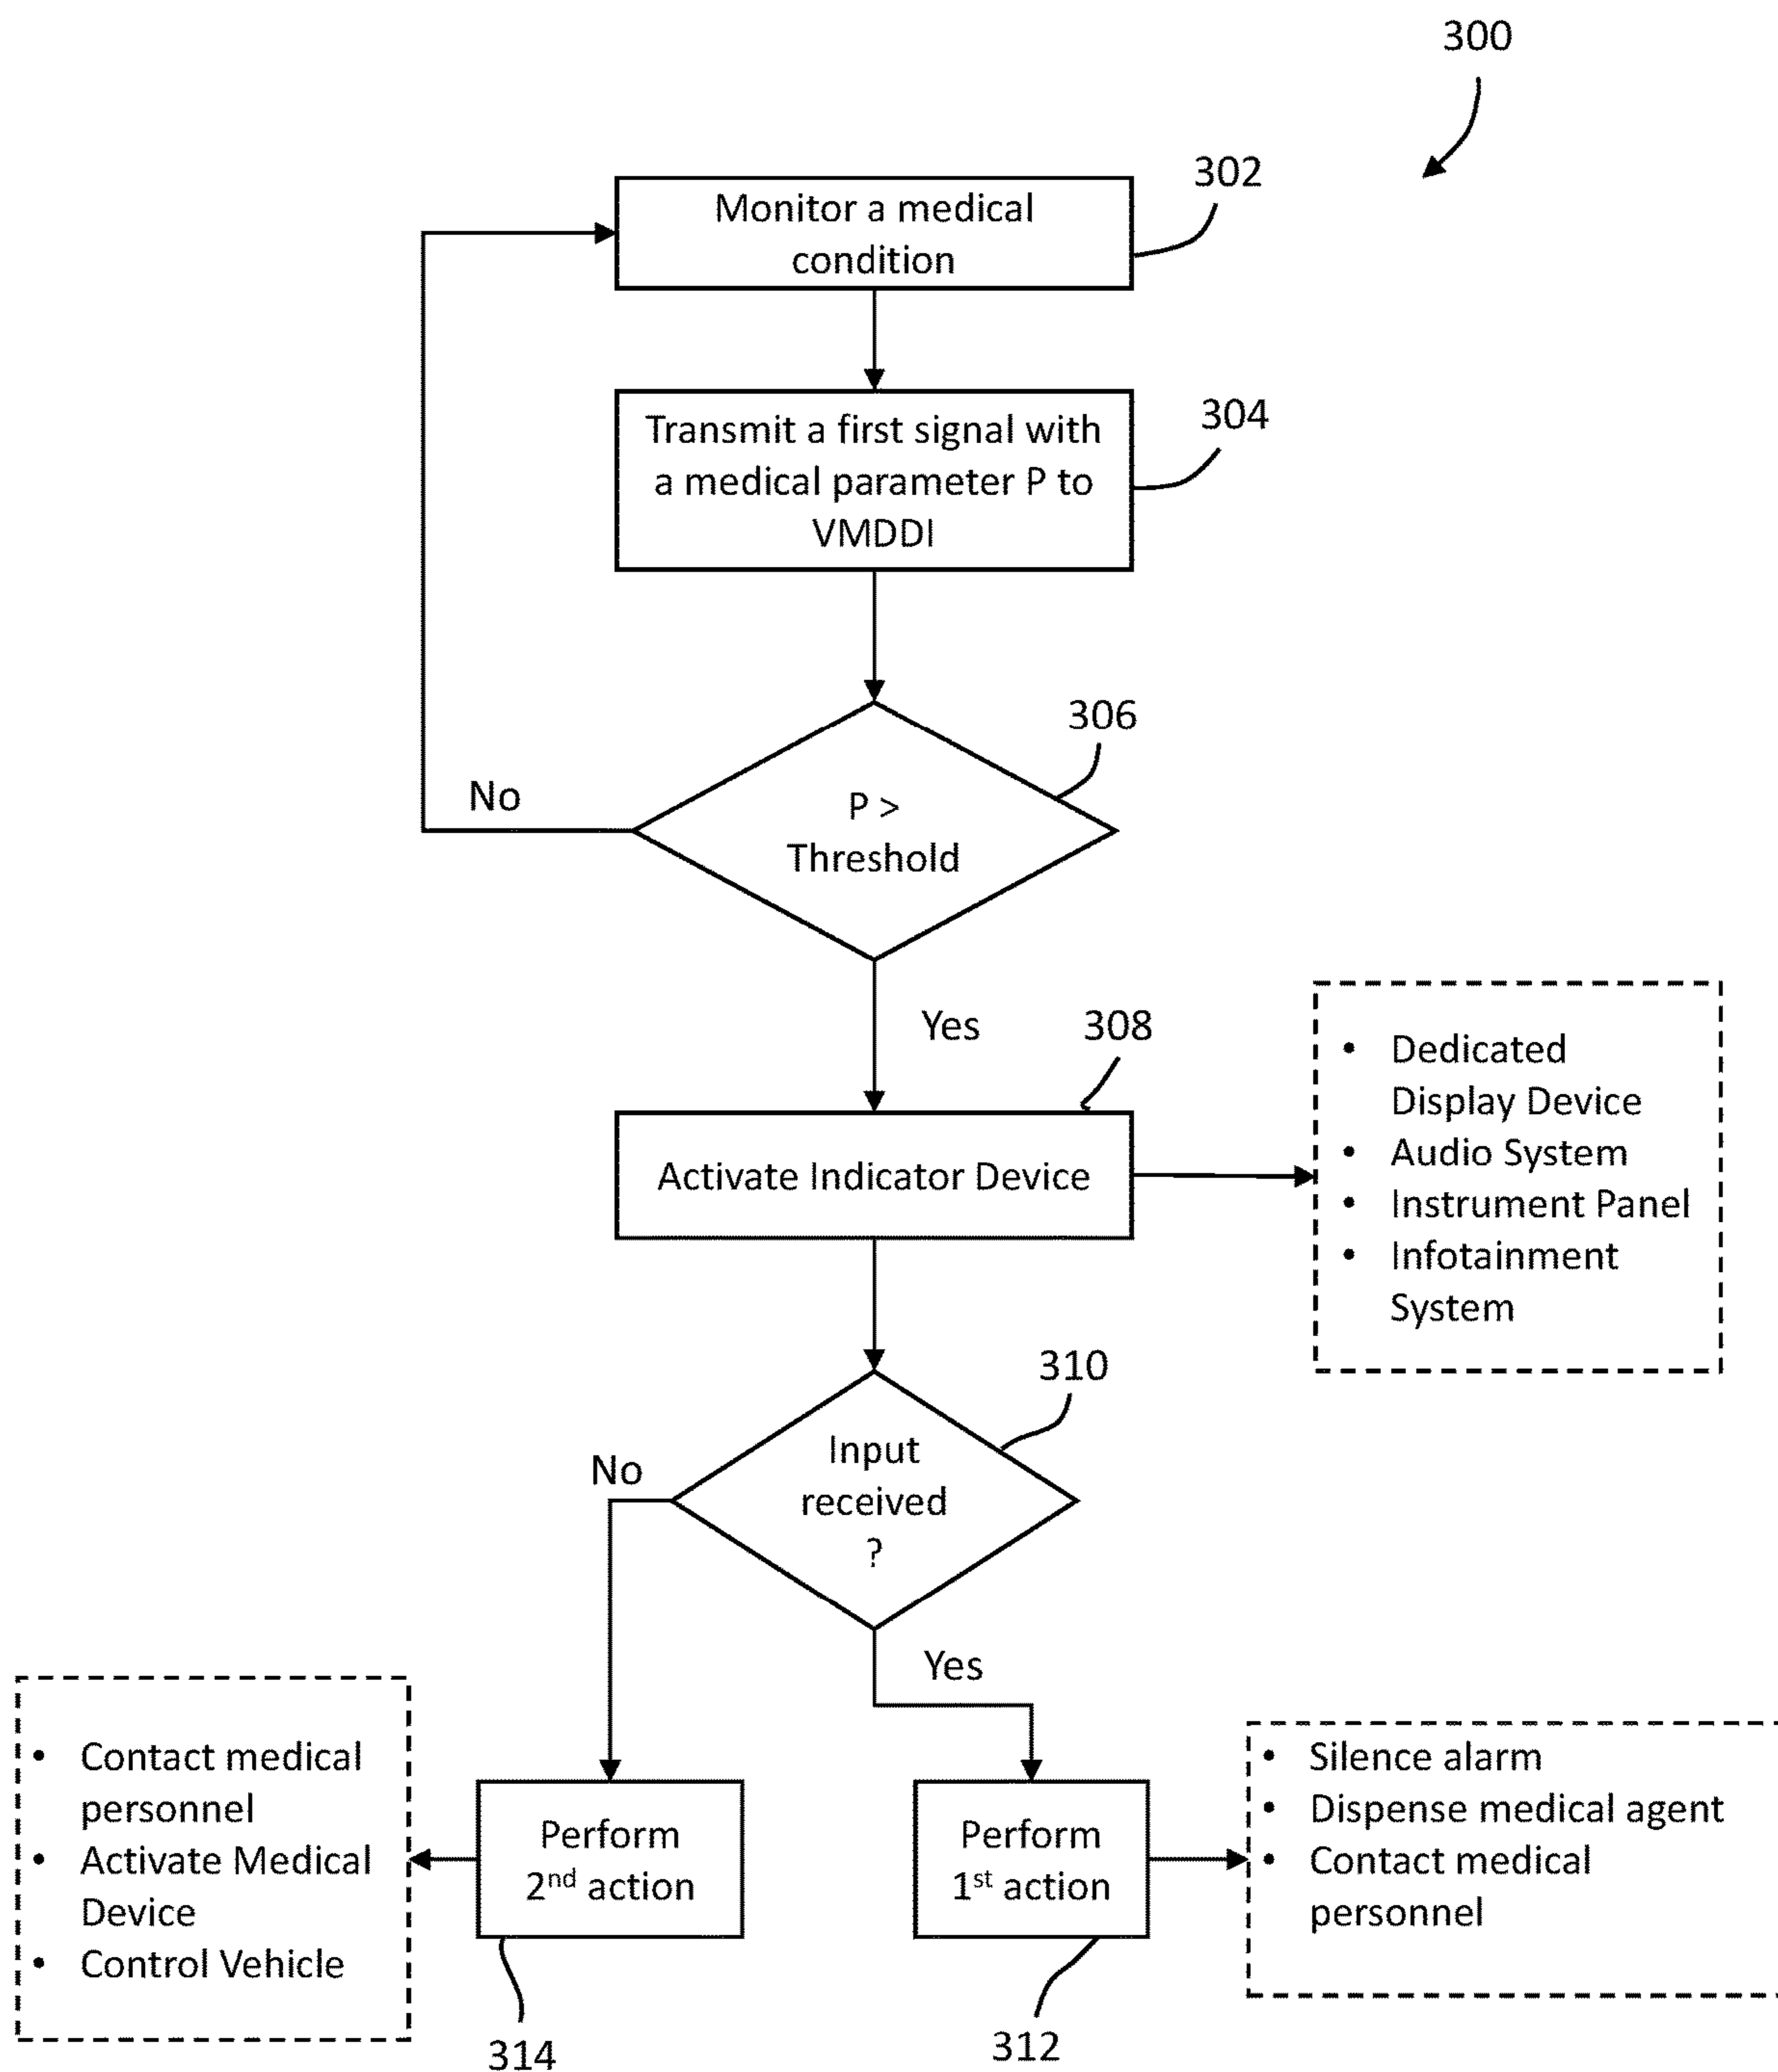 300
302
Monitor a medical
condition
304
Transmit a first signal with
a medical parameter P to
VMDDI
306
No
P >
Threshold
Yes
308
Activate Indicator Device
• Dedicated
Display Device
• Audio System
• Instrument Panel
• Infotainment
System
310
No
Input
received
?
Yes
• Contact medical
personnel
• Activate Medical
Device
• Control Vehicle
Perform
2nd action
314
Perform
1st action
312
• Silence alarm
• Dispense medical agent
• Contact medical
personnel